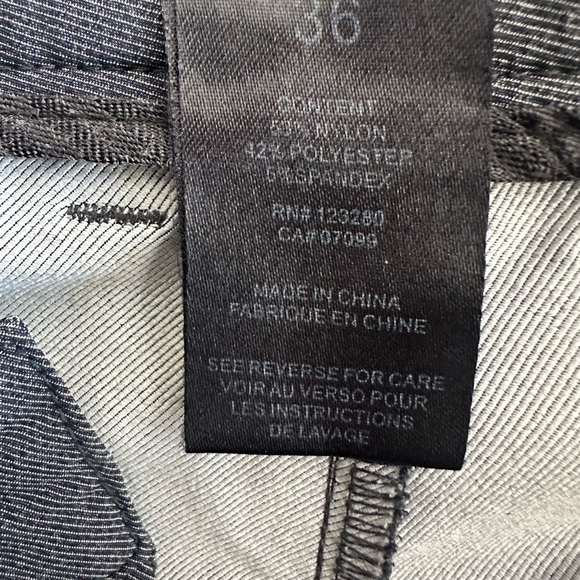 36
CONTENT
53% NYLON
42% POLYESTER
5% SPANDEX
RN# 123280
CA# 07099
MADE IN CHINA
FABRIQUE EN CHINE
SEE REVERSE FOR CARE
VOIR AU VERSO POUR
LES INSTRUCTIONS
DE LAVAGE